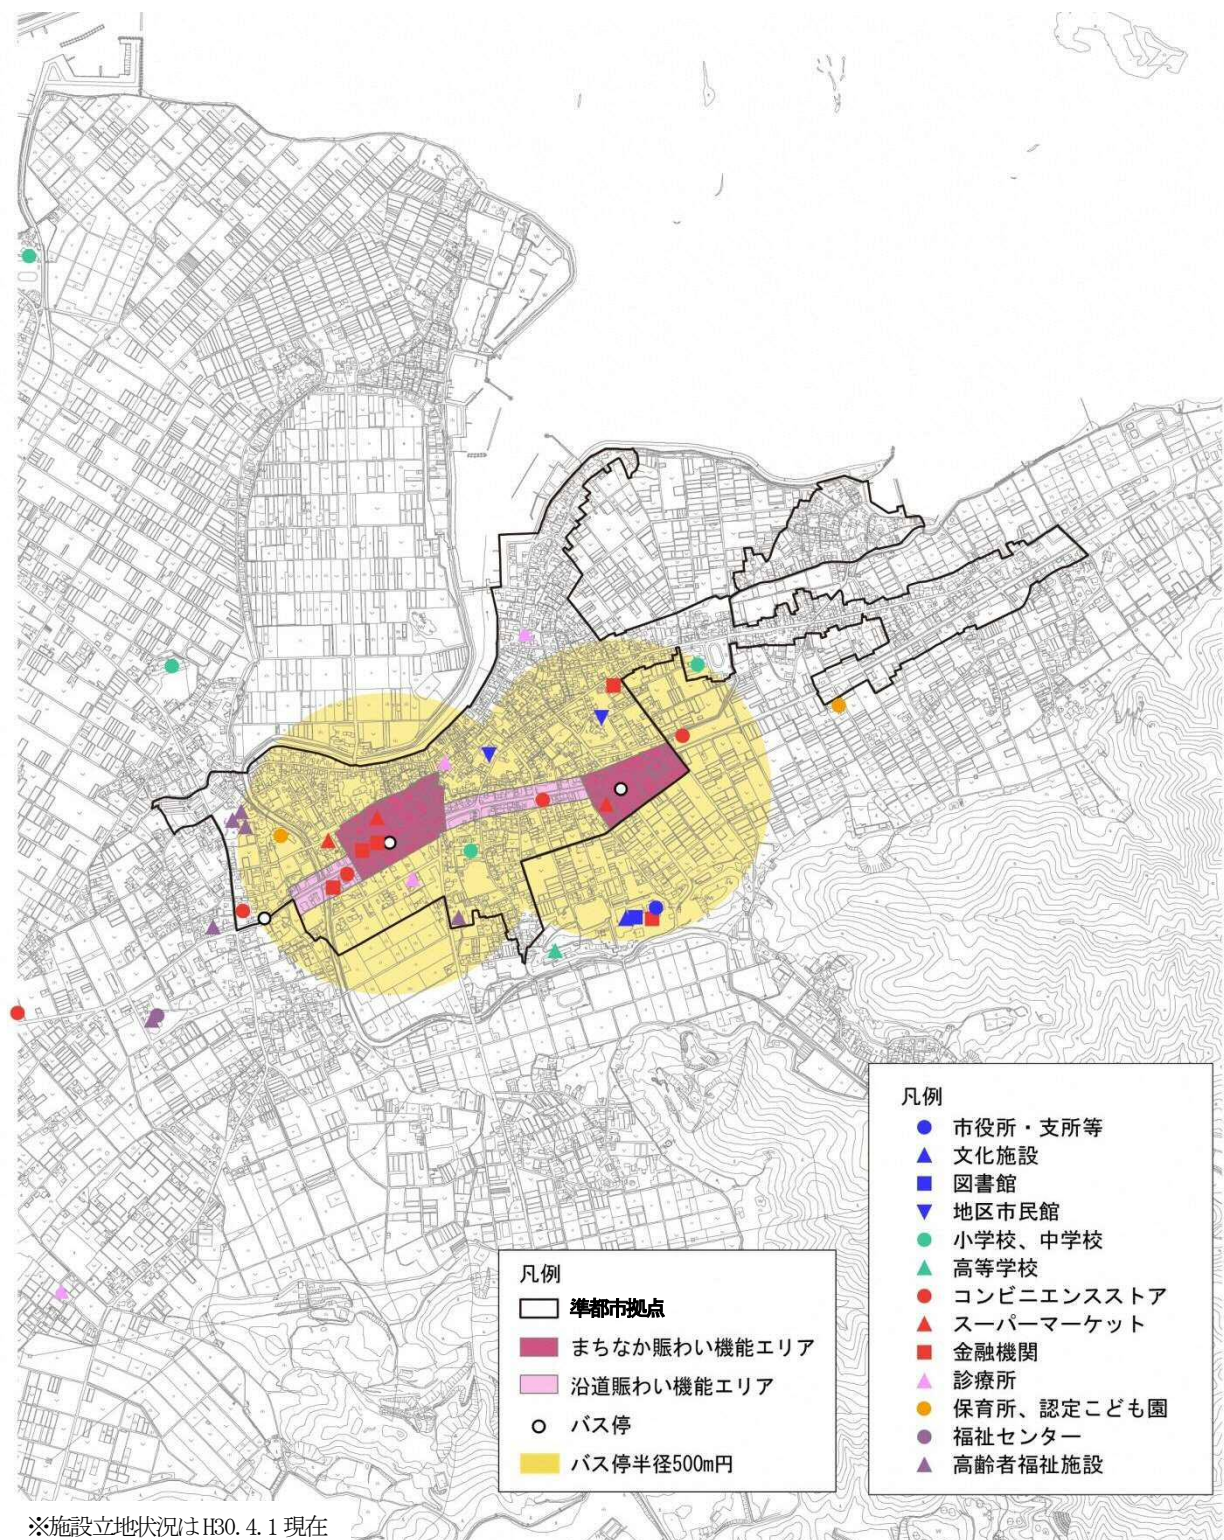 凡例
市役所・支所等
文化施設
図書館
地区市民館
小学校、中学校
高等学校
コンビニエンスストア
スーパーマーケット
金融機関
診療所
保育所、認定こども園
福祉センター
高齢者福祉施設
凡例
準都市拠点
まちなか賑わい機能エリア
沿道賑わい機能エリア
バス停
バス停半径500m円
※施設立地状況はH30.4.1現在